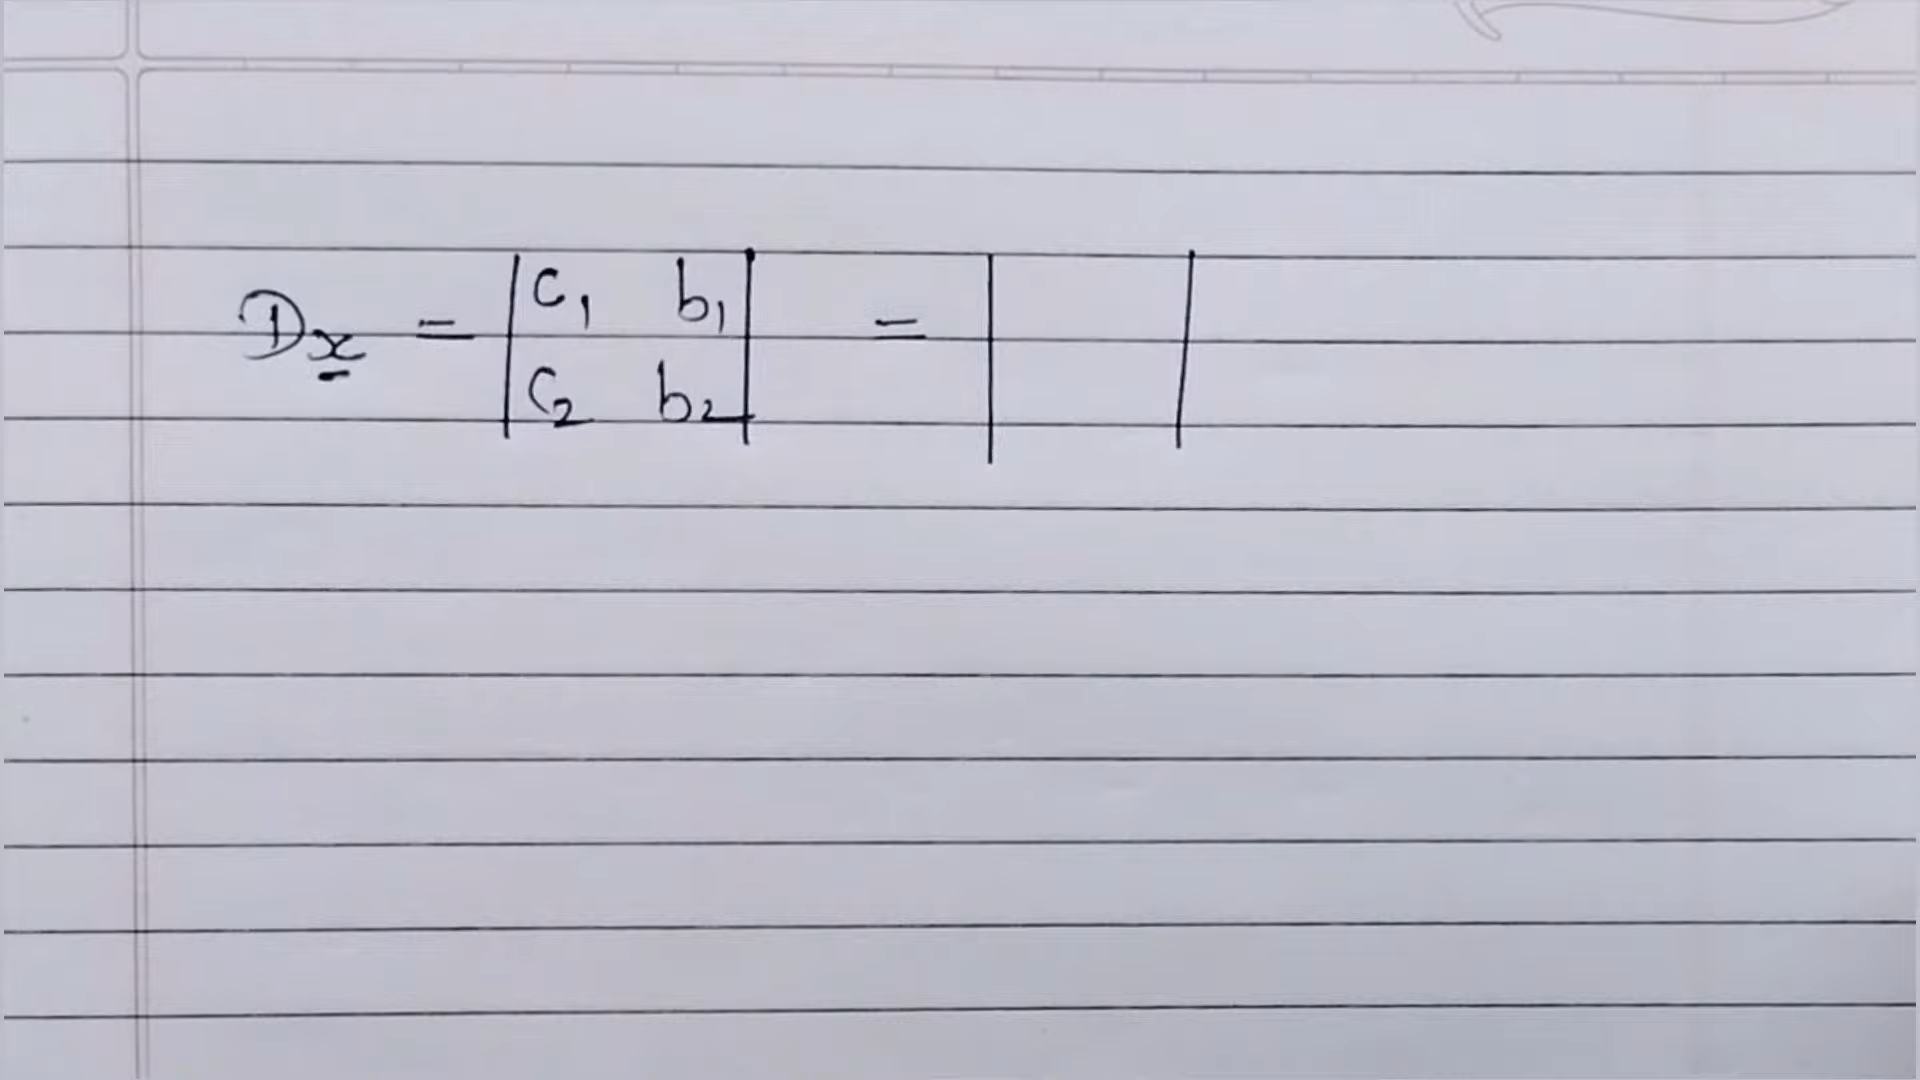 Dx = | c₁ b₁ | = | |
| c₂ b₂ |